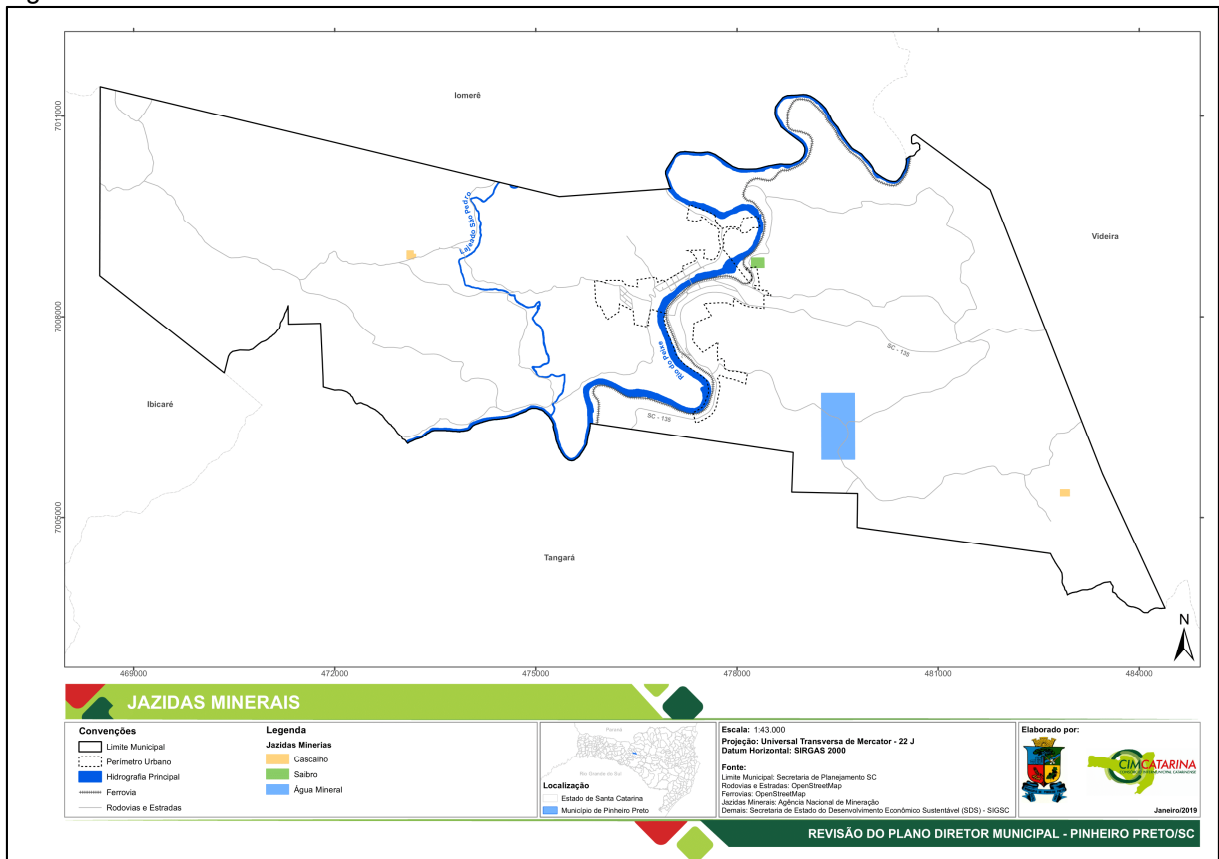 Iomerê
7011000
Lajeado São Pedro
Videira
7008000
SC - 135
Rio do Peixe
Ibicaré
SC - 135
7005000
Tangará
N
469000
472000
475000
478000
481000
484000
JAZIDAS MINERAIS
Convenções
Limite Municipal
Perímetro Urbano
Hidrografia Principal
Ferrovia
Rodovias e Estradas
Legenda
Jazidas Minerias
Cascalho
Saibro
Água Mineral
Paraná
Rio Grande do Sul
Localização
Estado de Santa Catarina
Município de Pinheiro Preto
Escala: 1:43.000
Projeção: Universal Transversa de Mercator - 22 J
Datum Horizontal: SIRGAS 2000
Fonte:
Limite Municipal: Secretaria de Planejamento SC
Rodovias e Estradas: OpenStreetMap
Ferrovias: OpenStreetMap
Jazidas Minerais: Agência Nacional de Mineração
Demais: Secretaria de Estado do Desenvolvimento Econômico Sustentável (SDS) - SIGSC
Elaborado por:
CIMCATARINA
CONSÓRCIO INTERMUNICIPAL CATARINENSE
Janeiro/2019
REVISÃO DO PLANO DIRETOR MUNICIPAL - PINHEIRO PRETO/SC